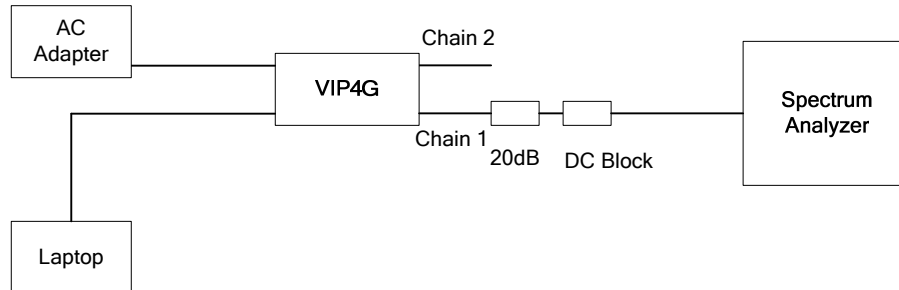 AC
Adapter
Chain 2
VIP4G
Spectrum
Analyzer
Chain 1
20dB
DC Block
Laptop